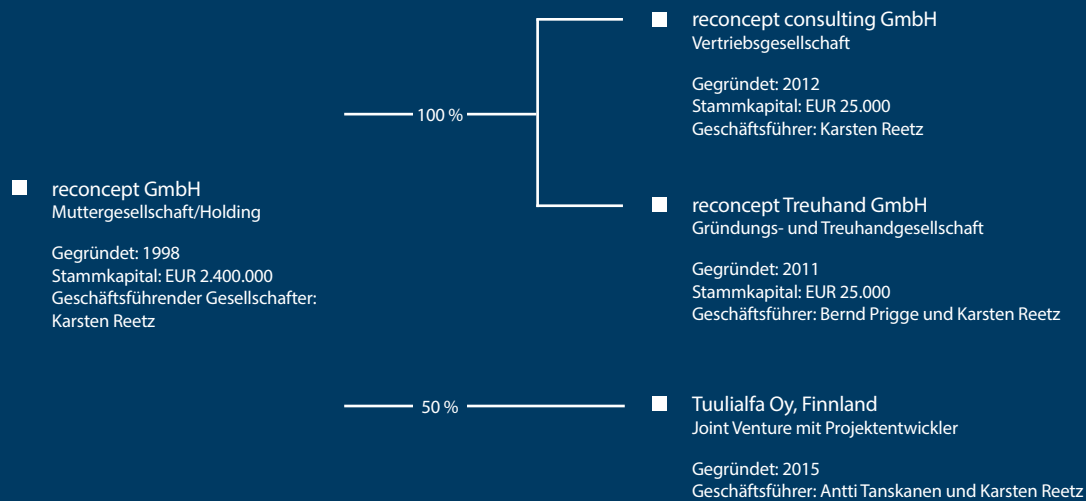 reconcept GmbH
Muttergesellschaft/Holding
Gegründet: 1998
Stammkapital: EUR 2.400.000
Geschäftsführender Gesellschafter:
Karsten Reetz
100 %
reconcept consulting GmbH
Vertriebsgesellschaft
Gegründet: 2012
Stammkapital: EUR 25.000
Geschäftsführer: Karsten Reetz
reconcept Treuhand GmbH
Gründungs- und Treuhandgesellschaft
Gegründet: 2011
Stammkapital: EUR 25.000
Geschäftsführer: Bernd Prigge und Karsten Reetz
50 %
Tuulialfa Oy, Finnland
Joint Venture mit Projektentwickler
Gegründet: 2015
Geschäftsführer: Antti Tanskanen und Karsten Reetz